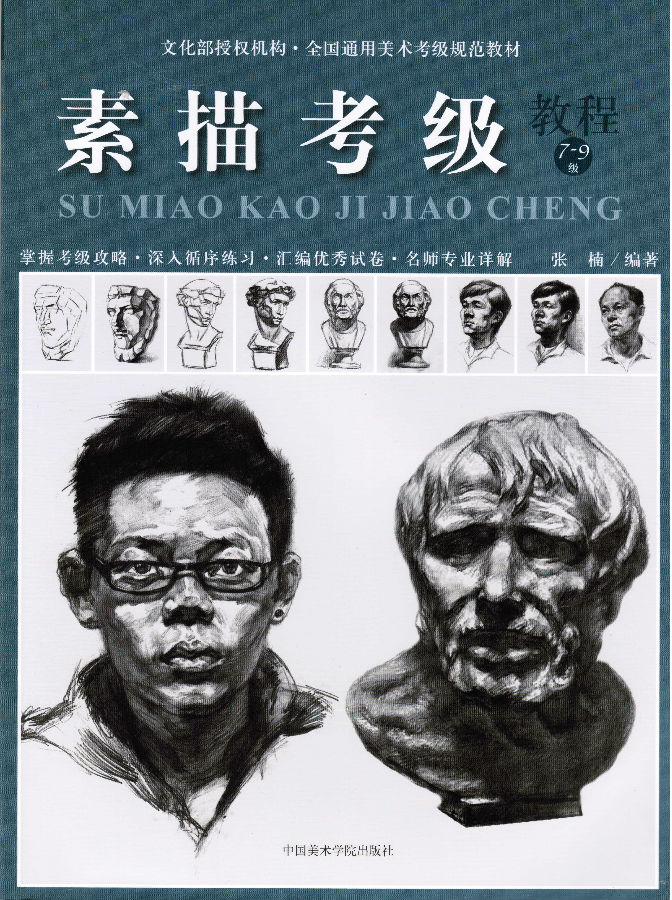 文化部授权机构·全国通用美术考级规范教材
素描考级 教程
7-9
级
SU MIAO KAO JI JIAO CHENG
掌握考级攻略·深入循序练习·汇编优秀试卷·名师专业详解 张 楠/编著
中国美术学院出版社